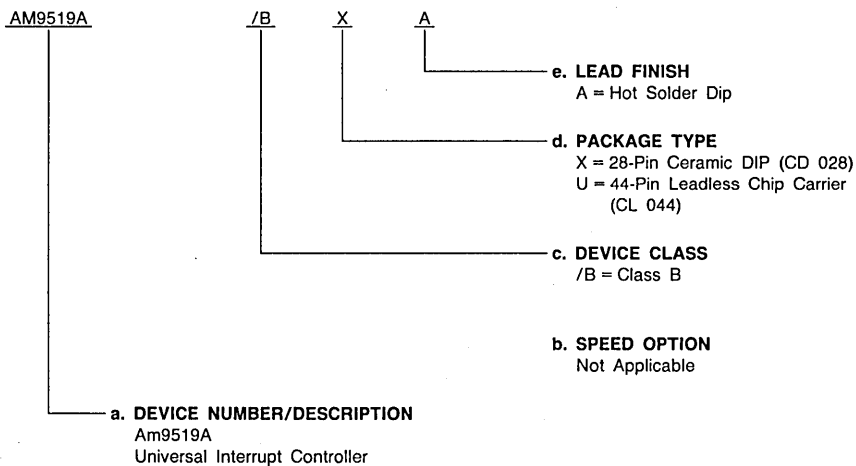 AM9519A /B X A
e. LEAD FINISH
A = Hot Solder Dip
d. PACKAGE TYPE
X = 28-Pin Ceramic DIP (CD 028)
U = 44-Pin Leadless Chip Carrier
(CL 044)
c. DEVICE CLASS
/B = Class B
b. SPEED OPTION
Not Applicable
a. DEVICE NUMBER/DESCRIPTION
Am9519A
Universal Interrupt Controller